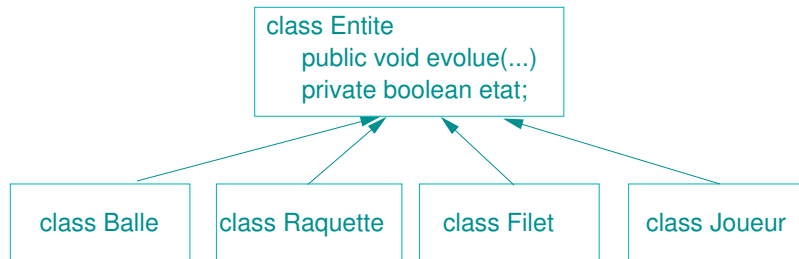 class Entite
public void evolue(...)
private boolean etat;
class Balle
class Raquette
class Filet
class Joueur